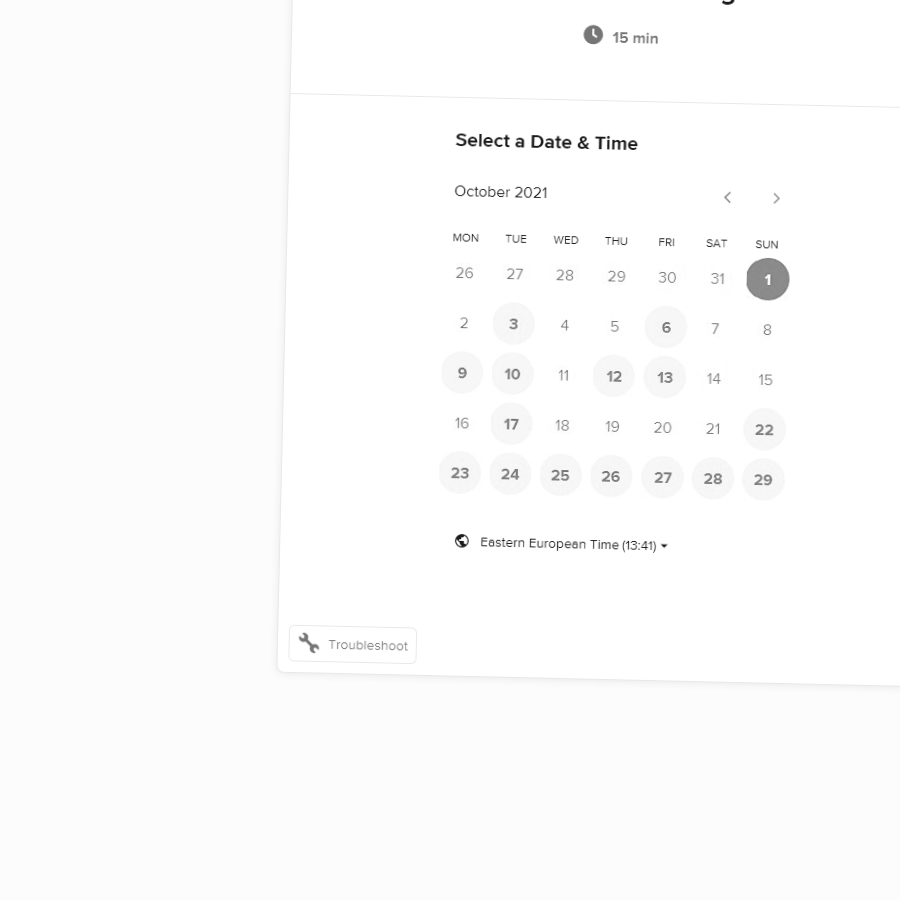 15 min
Select a Date & Time
October 2021
MON TUE WED THU FRI SAT SUN
26 27 28 29 30 31 1
2 3 4 5 6 7 8
9 10 11 12 13 14 15
16 17 18 19 20 21 22
23 24 25 26 27 28 29
Eastern European Time (13:41)
Troubleshoot